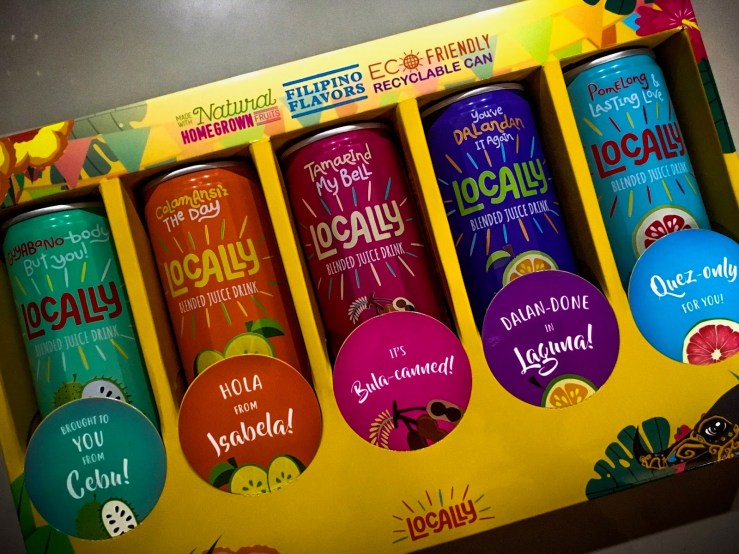 MADE WITH Natural
HOMEGROWN FRUITS
FILIPINO
FLAVORS
ECO FRIENDLY
RECYCLABLE CAN
GUYABANO-body
But you!
LOCALLY
BLENDED JUICE DRINK
BROUGHT TO
YOU
FROM
Cebu!
Calamansi
The Day
LOCALLY
BLENDED JUICE DRINK
HOLA
FROM
Isabela!
Tamarind
My Bell
LOCALLY
BLENDED JUICE DRINK
IT'S
Bula-canned!
You've
DALANDAN
IT Again
LOCALLY
BLENDED JUICE DRINK
DALAN-DONE
IN
Laguna!
Pomelong &
Lasting Love
LOCALLY
BLENDED JUICE DRINK
Quez-only
FOR YOU!
LOCALLY